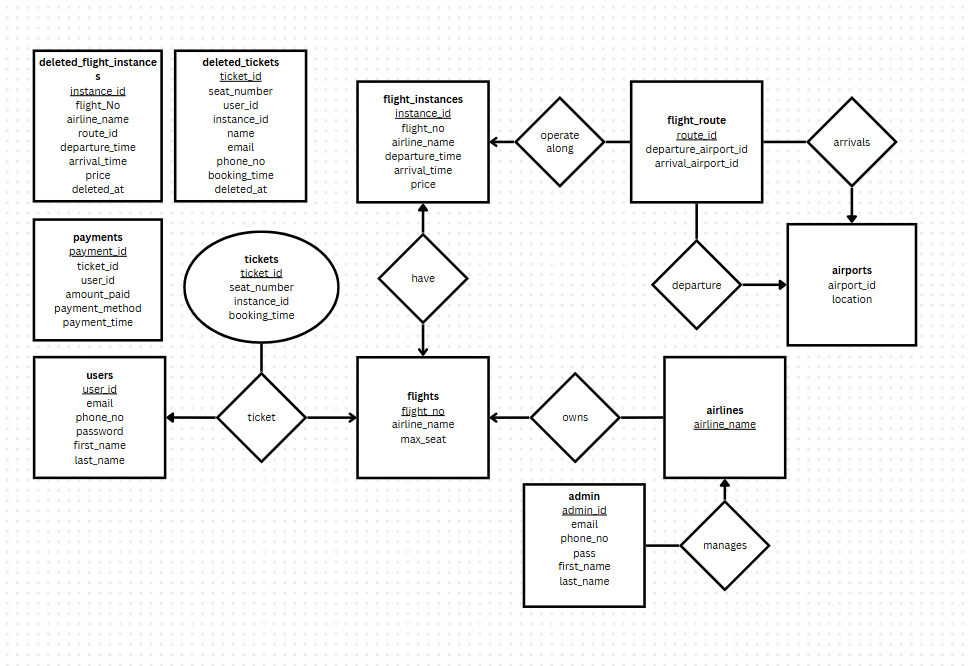 deleted_flight_instance
s
instance_id
flight_No
airline_name
route_id
departure_time
arrival_time
price
deleted_at
deleted_tickets
ticket_id
seat_number
user_id
instance_id
name
email
phone_no
booking_time
deleted_at
flight_instances
instance_id
flight_no
airline_name
departure_time
arrival_time
price
operate
along
flight_route
route_id
departure_airport_id
arrival_airport_id
arrivals
payments
payment_id
ticket_id
user_id
amount_paid
payment_method
payment_time
tickets
ticket_id
seat_number
instance_id
booking_time
have
departure
airports
airport_id
location
users
user_id
email
phone_no
password
first_name
last_name
ticket
flights
flight_no
airline_name
max_seat
owns
airlines
airline_name
admin
admin_id
email
phone_no
pass
first_name
last_name
manages